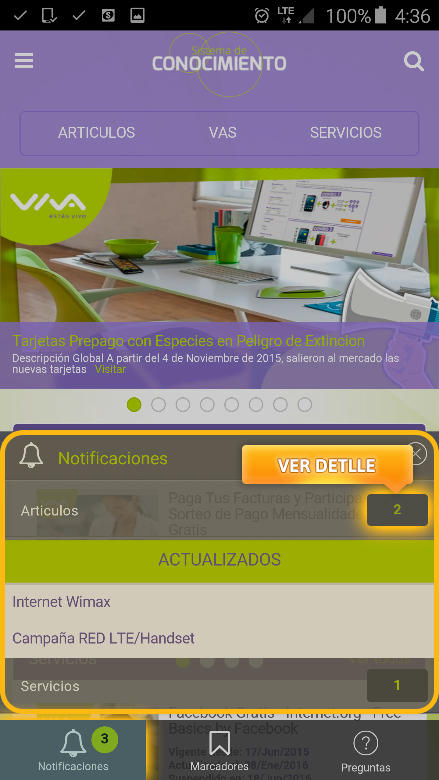 LTE
100%
4:36
Sistema de
CONOCIMIENTO
ARTICULOS VAS SERVICIOS
VIVA
ESTÁS VIVO
Tarjetas Prepago con Especies en Peligro de Extincion
Descripción Global A partir del 4 de Noviembre de 2015, salieron al mercado las
nuevas tarjetas Visitar
Notificaciones
VER DETLLE
Paga Tus Facturas y Participa
Sorteo de Pago Mensualidad
Gratis
Articulos 2
ACTUALIZADOS
Internet Wimax
Campaña RED LTE/Handset
Servicios
Servicios 1
Facebook Gratis - Internet.org - Free
Basics by Facebook
Vigente 17/Jun/2015
/Ene/2016
3
Notificaciones Marcadores Preguntas